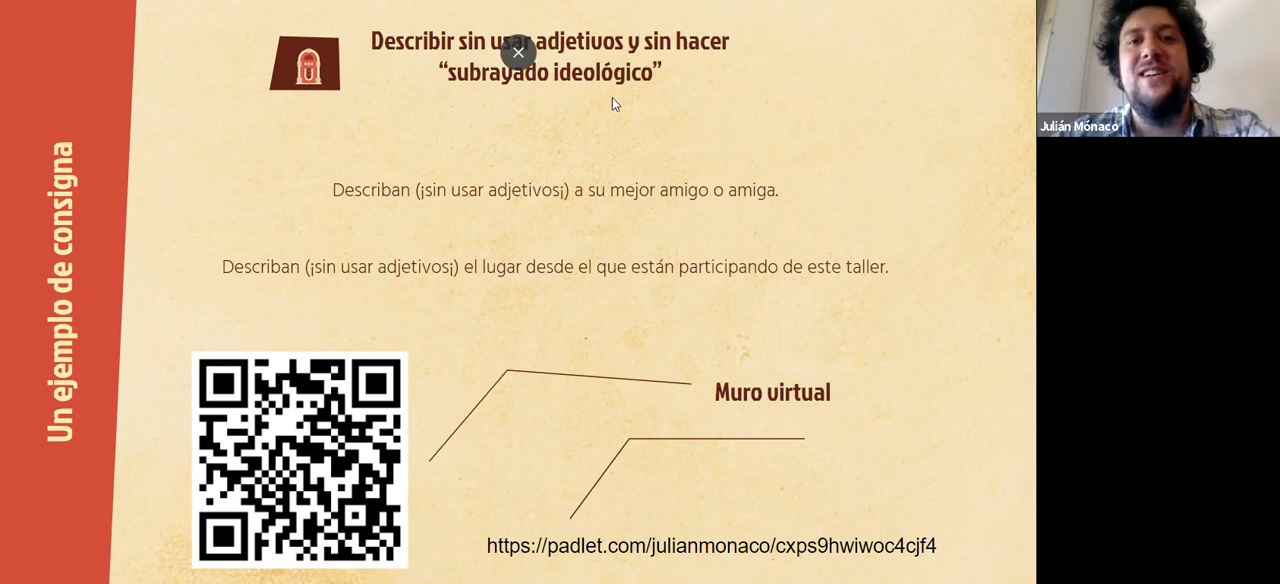 Un ejemplo de consigna
Describir sin usar adjetivos y sin hacer
“subrayado ideológico”
Describan (¡sin usar adjetivos¡) a su mejor amigo o amiga.
Describan (¡sin usar adjetivos¡) el lugar desde el que están participando de este taller.
Muro virtual
https://padlet.com/julianmonaco/cxps9hwiwoc4cjf4
Julián Mónaco